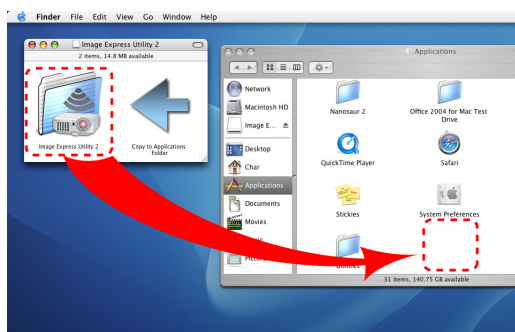 Finder File Edit View Go Window Help
Image Express Utility 2
2 items, 14.8 MB available
Image Express Utility 2
Copy to Applications
Folder
Applications
Network
Macintosh HD
Image E...
Desktop
Char
Applications
Documents
Movies
Nanosaur 2
Office 2004 for Mac Test
Drive
QuickTime Player
Safari
Stickies
System Preferences
31 items, 140.75 GB available